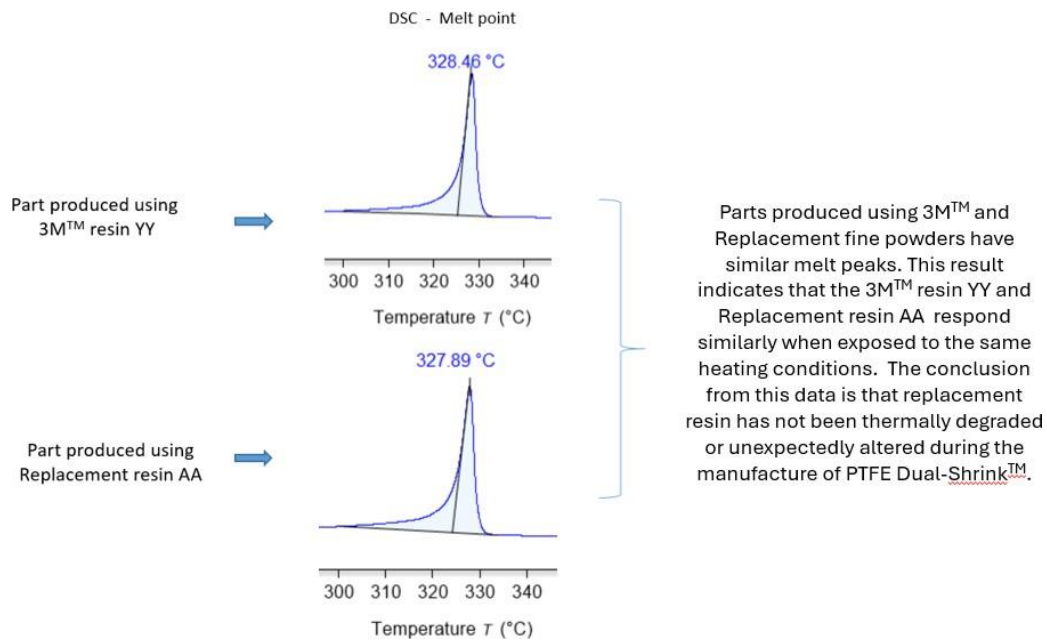 DSC - Melt point
328.46 °C
Part produced using
3M™ resin YY
300 310 320 330 340
Temperature T (°C)
327.89 °C
Part produced using
Replacement resin AA
300 310 320 330 340
Temperature T (°C)
Parts produced using 3M™ and
Replacement fine powders have
similar melt peaks. This result
indicates that the 3M™ resin YY and
Replacement resin AA respond
similarly when exposed to the same
heating conditions. The conclusion
from this data is that replacement
resin has not been thermally degraded
or unexpectedly altered during the
manufacture of PTFE Dual-Shrink™.